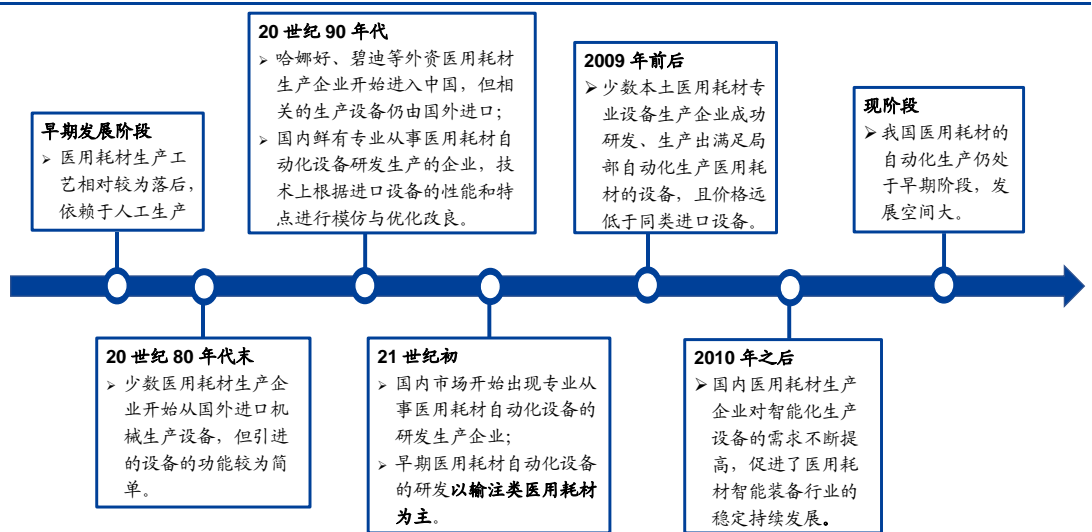 早期发展阶段
➢ 医用耗材生产工
艺相对较为落后，
依赖于人工生产
20 世纪 80 年代末
➢ 少数医用耗材生产企
业开始从国外进口机
械生产设备，但引进
的设备的功能较为简
单。
20 世纪 90 年代
➢ 哈娜好、碧迪等外资医用耗材
生产企业开始进入中国，但相
关的生产设备仍由国外进口；
➢ 国内鲜有专业从事医用耗材自
动化设备研发生产的企业，技
术上根据进口设备的性能和特
点进行模仿与优化改良。
21 世纪初
➢ 国内市场开始出现专业从
事医用耗材自动化设备的
研发生产企业；
➢ 早期医用耗材自动化设备
的研发以输注类医用耗材
为主。
2009 年前后
➢ 少数本土医用耗材专
业设备生产企业成功
研发、生产出满足局
部自动化生产医用耗
材的设备，且价格远
低于同类进口设备。
2010 年之后
➢ 国内医用耗材生产
企业对智能化生产
设备的需求不断提
高，促进了医用耗
材智能装备行业的
稳定持续发展。
现阶段
➢ 我国医用耗材的
自动化生产仍处
于早期阶段，发
展空间大。